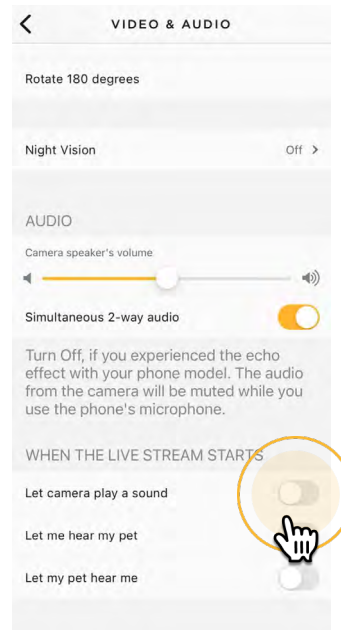 VIDEO & AUDIO
Rotate 180 degrees
Night Vision Off >
AUDIO
Camera speaker's volume
Simultaneous 2-way audio
Turn Off, if you experienced the echo
effect with your phone model. The audio
from the camera will be muted while you
use the phone's microphone.
WHEN THE LIVE STREAM STARTS
Let camera play a sound
Let me hear my pet
Let my pet hear me